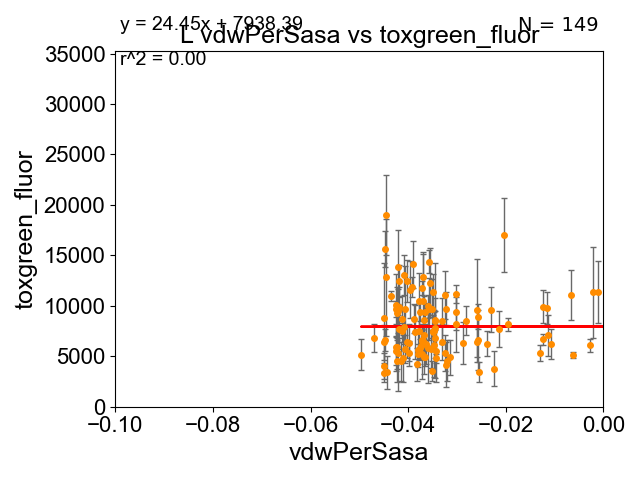 y = 24.45x + 7938.39
N = 149
L vdwPerSasa vs toxgreen_fluor
r^2 = 0.00
35000
30000
25000
20000
15000
10000
5000
0
toxgreen_fluor
−0.10
−0.08
−0.06
−0.04
−0.02
0.00
vdwPerSasa